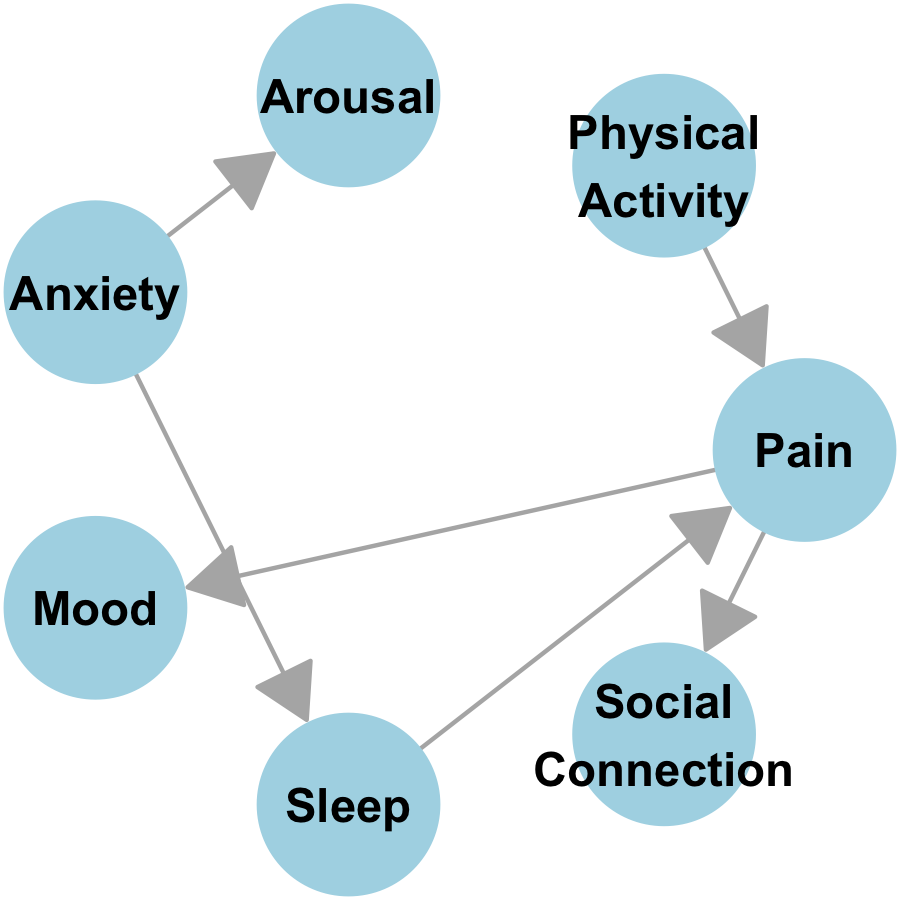 Arousal
Physical
Activity
Anxiety
Pain
Mood
Social
Connection
Sleep